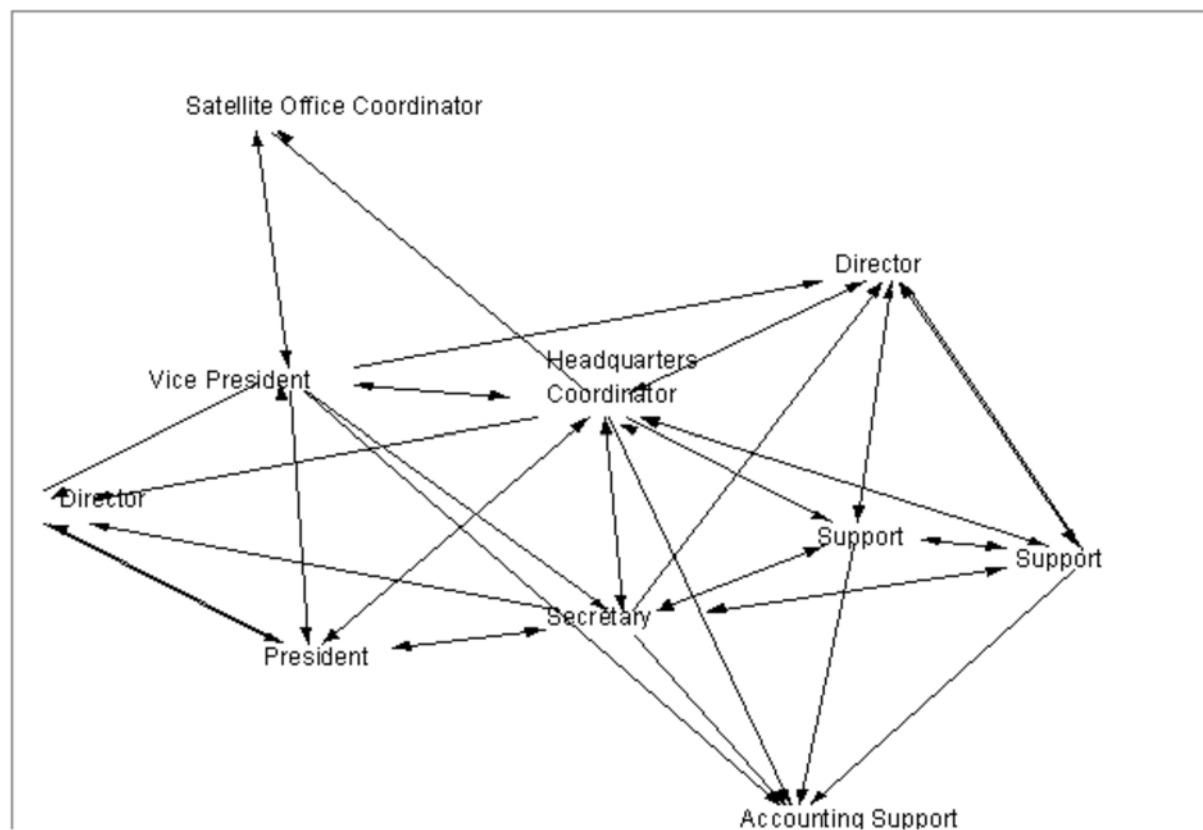 Satellite Office Coordinator
Director
Headquarters
Coordinator
Vice President
Director
Support
Support
Secretary
President
Accounting Support